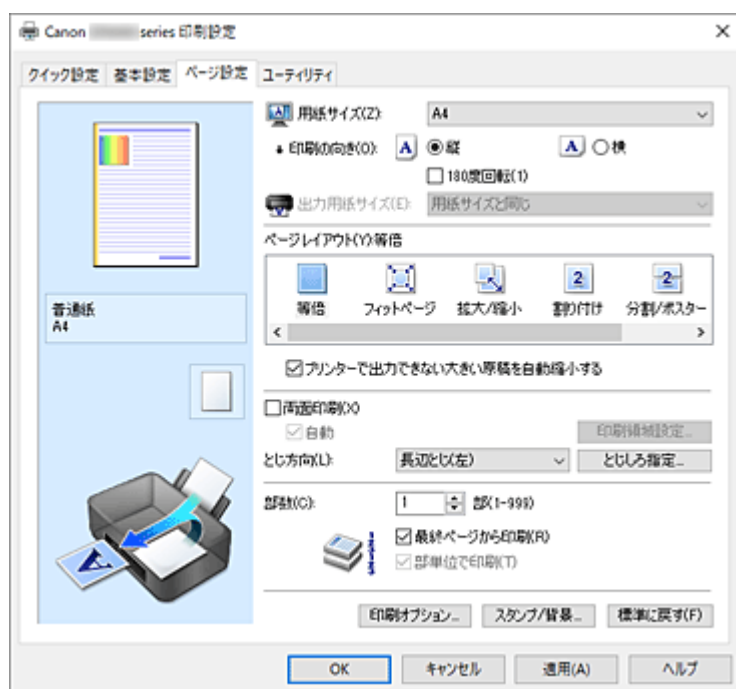 Canon series 印刷設定
クイック設定 基本設定 ページ設定 ユーティリティ
用紙サイズ(Z): A4
印刷の向き(O): A 縦 A 横
180度回転(1)
出力用紙サイズ(E): 用紙サイズと同じ
ページレイアウト(Y):等倍
等倍 フィットページ 拡大/縮小 割り付け 分割/ポスター
普通紙
A4
プリンターで出力できない大きい原稿を自動縮小する
両面印刷(X)
自動 印刷領域設定...
とじ方向(L): 長辺とじ(左) とじしろ指定...
部数(C): 1 部(1-999)
最終ページから印刷(R)
部単位で印刷(T)
印刷オプション... スタンプ/背景... 標準に戻す(F)
OK キャンセル 適用(A) ヘルプ